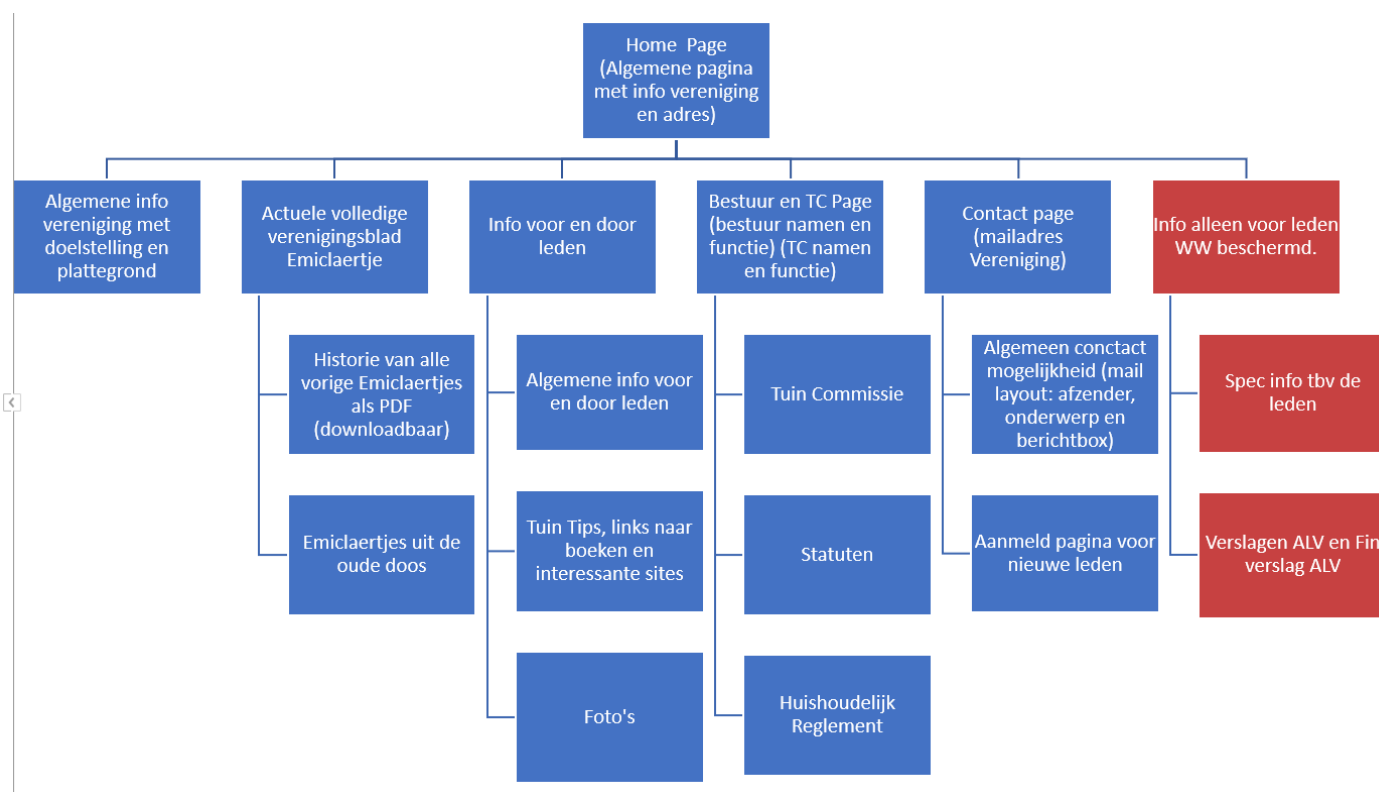 Home  Page
(Algemene pagina
met info vereniging
en adres)
Algemene info
vereniging met
doelstelling en
plattegrond
Actuele volledige
verenigingsblad
Emiclaertje
Info voor en door
leden
Bestuur en TC Page
(bestuur namen en
functie) (TC namen
en functie)
Contact page
(mailadres
Vereniging)
Info alleen voor leden
WW beschermd.
Historie van alle
vorige Emiclaertjes
als PDF
(downloadbaar)
Algemene info voor
en door leden
Tuin Commissie
Algemeen conctact
mogelijkheid (mail
layout: afzender,
onderwerp en
berichtbox)
Spec info tbv de
leden
Emiclaertjes uit de
oude doos
Tuin Tips, links naar
boeken en
interessante sites
Statuten
Aanmeld pagina voor
nieuwe leden
Verslagen ALV en Fin
verslag ALV
Foto's
Huishoudelijk
Reglement